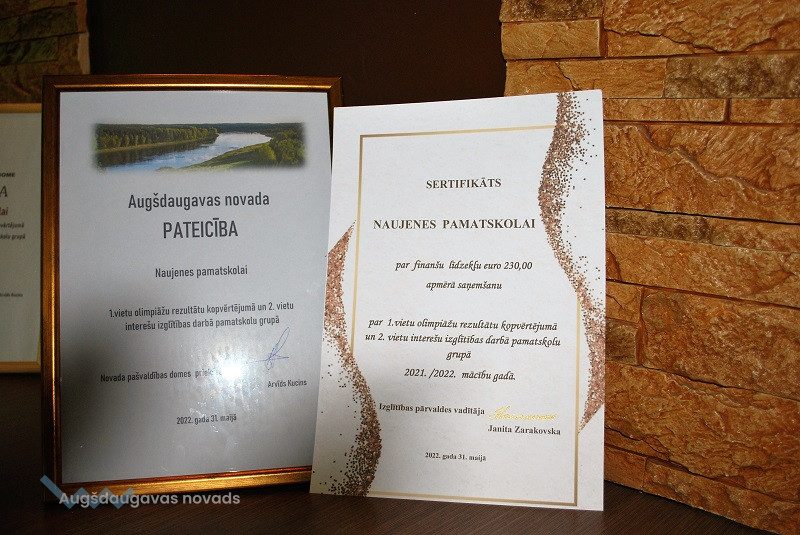 Augšdaugavas novada
PATEICĪBA
Naujenes pamatskolai
1.vietu olimpiāžu rezultātu kopvērtējumā un 2. vietu
interešu izglītības darbā pamatskolu grupā
Novada pašvaldības domes
Arvīds Kucins
2022. gada 31. maijā
SERTIFIKĀTS
NAUJENES PAMATSKOLAI
par finanšu līdzekļu euro 230,00
apmērā saņemšanu
par 1.vietu olimpiāžu rezultātu kopvērtējumā
un 2. vietu interešu izglītības darbā pamatskolu
grupā
2021. /2022. mācību gadā.
Izglītības pārvaldes vadītāja
Janīta Zarakovska
2022. gada 31. maijā
Augšdaugavas novads